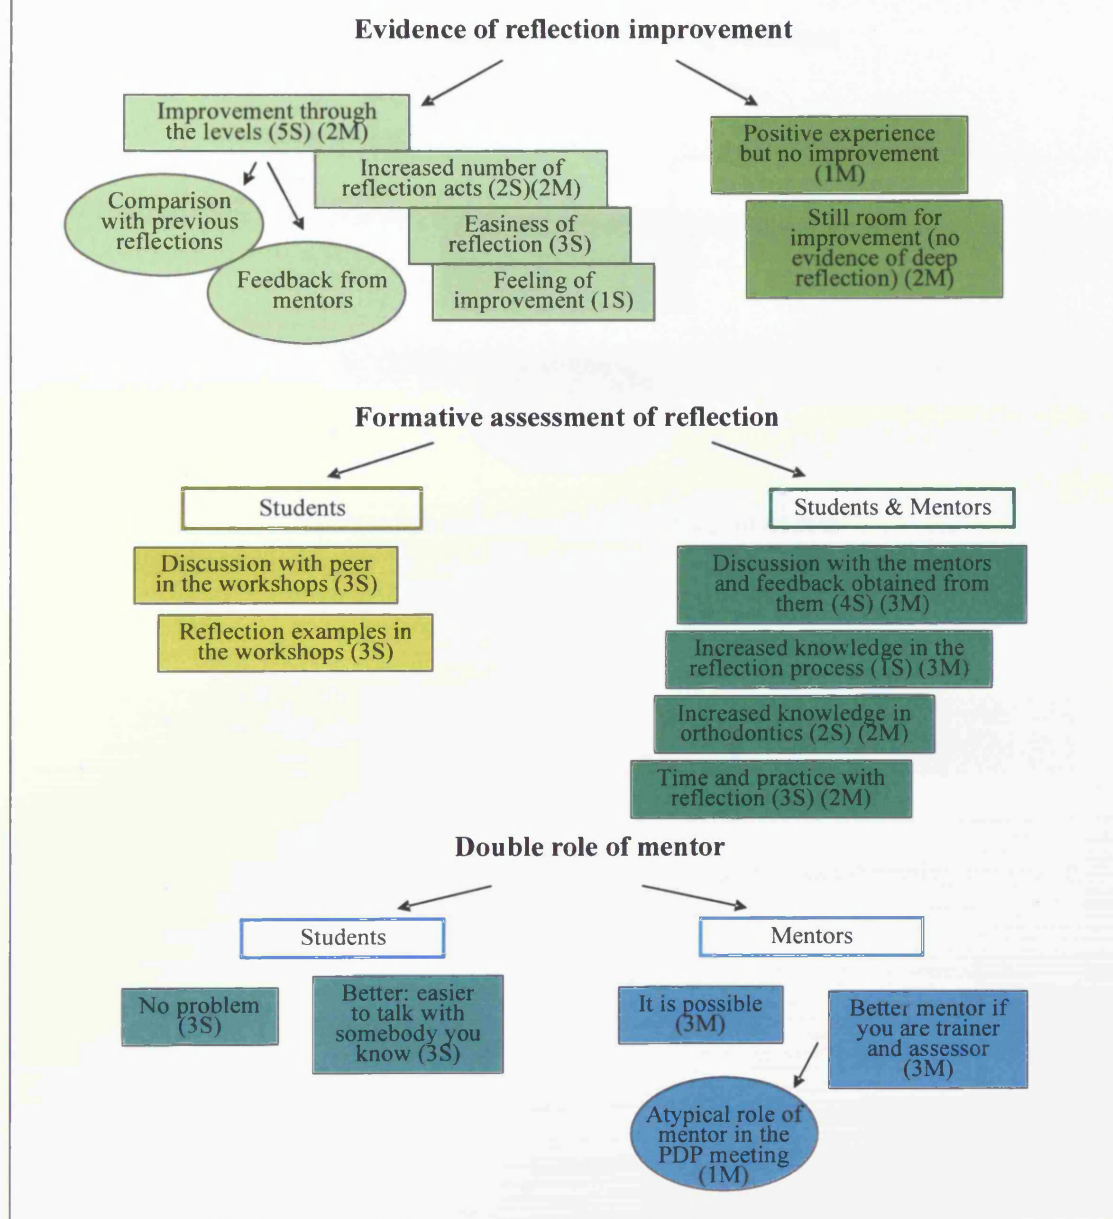 Evidence of reflection improvement
Improvement through
the levels (5S) (2M)
Comparison
with previous
reflections
Feedback from
mentors
Increased number of
reflection acts (2S)(2M)
Easiness of
reflection (3S)
Feeling of
improvement (1S)
Positive experience
but no improvement
(1M)
Still room for
improvement (no
evidence of deep
reflection) (2M)
Formative assessment of reflection
Students
Discussion with peer
in the workshops (3S)
Reflection examples in
the workshops (3S)
Students & Mentors
Discussion with the mentors
and feedback obtained from
them (4S) (3M)
Increased knowledge in the
reflection process (1S) (3M)
Increased knowledge in
orthodontics (2S) (2M)
Time and practice with
reflection (3S) (2M)
Double role of mentor
Students
No problem
(3S)
Better: easier
to talk with
somebody you
know (3S)
Mentors
It is possible
(3M)
Better mentor if
you are trainer
and assessor
(3M)
Atypical role of
mentor in the
PDP meeting
(1M)